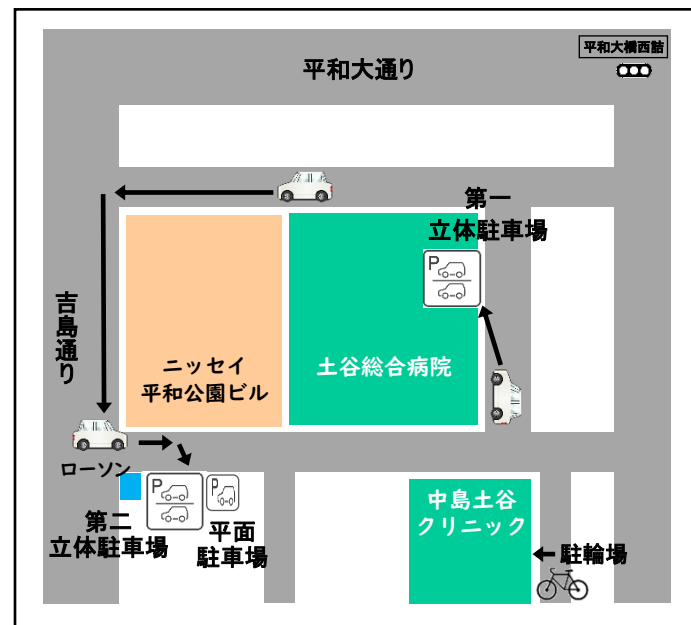 平和大橋西詰
平和大通り
第一
立体駐車場
P
吉島通り
ニッセイ
平和公園ビル
土谷総合病院
ローソン
P
P
第二
立体駐車場
平面
駐車場
中島土谷
クリニック
駐輪場